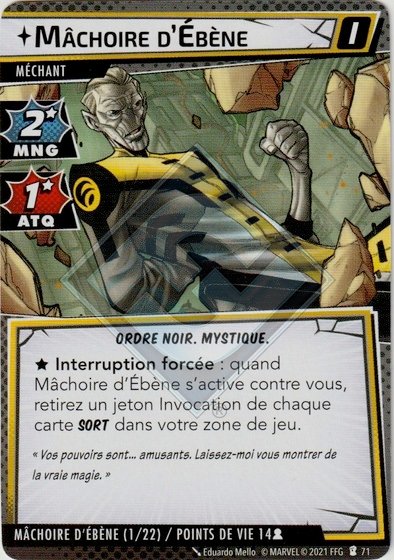 MÂCHOIRE D'ÉBÈNE
I
MÉCHANT
2
MNG
1
ATQ
ORDRE NOIR. MYSTIQUE.
★ Interruption forcée : quand
Mâchoire d'Ébène s'active contre vous,
retirez un jeton Invocation de chaque
carte SORT dans votre zone de jeu.
« Vos pouvoirs sont... amusants. Laissez-moi vous montrer de
la vraie magie. »
MÂCHOIRE D'ÉBÈNE (1/22) / POINTS DE VIE 14
Eduardo Mello. © MARVEL © 2021 FFG 71